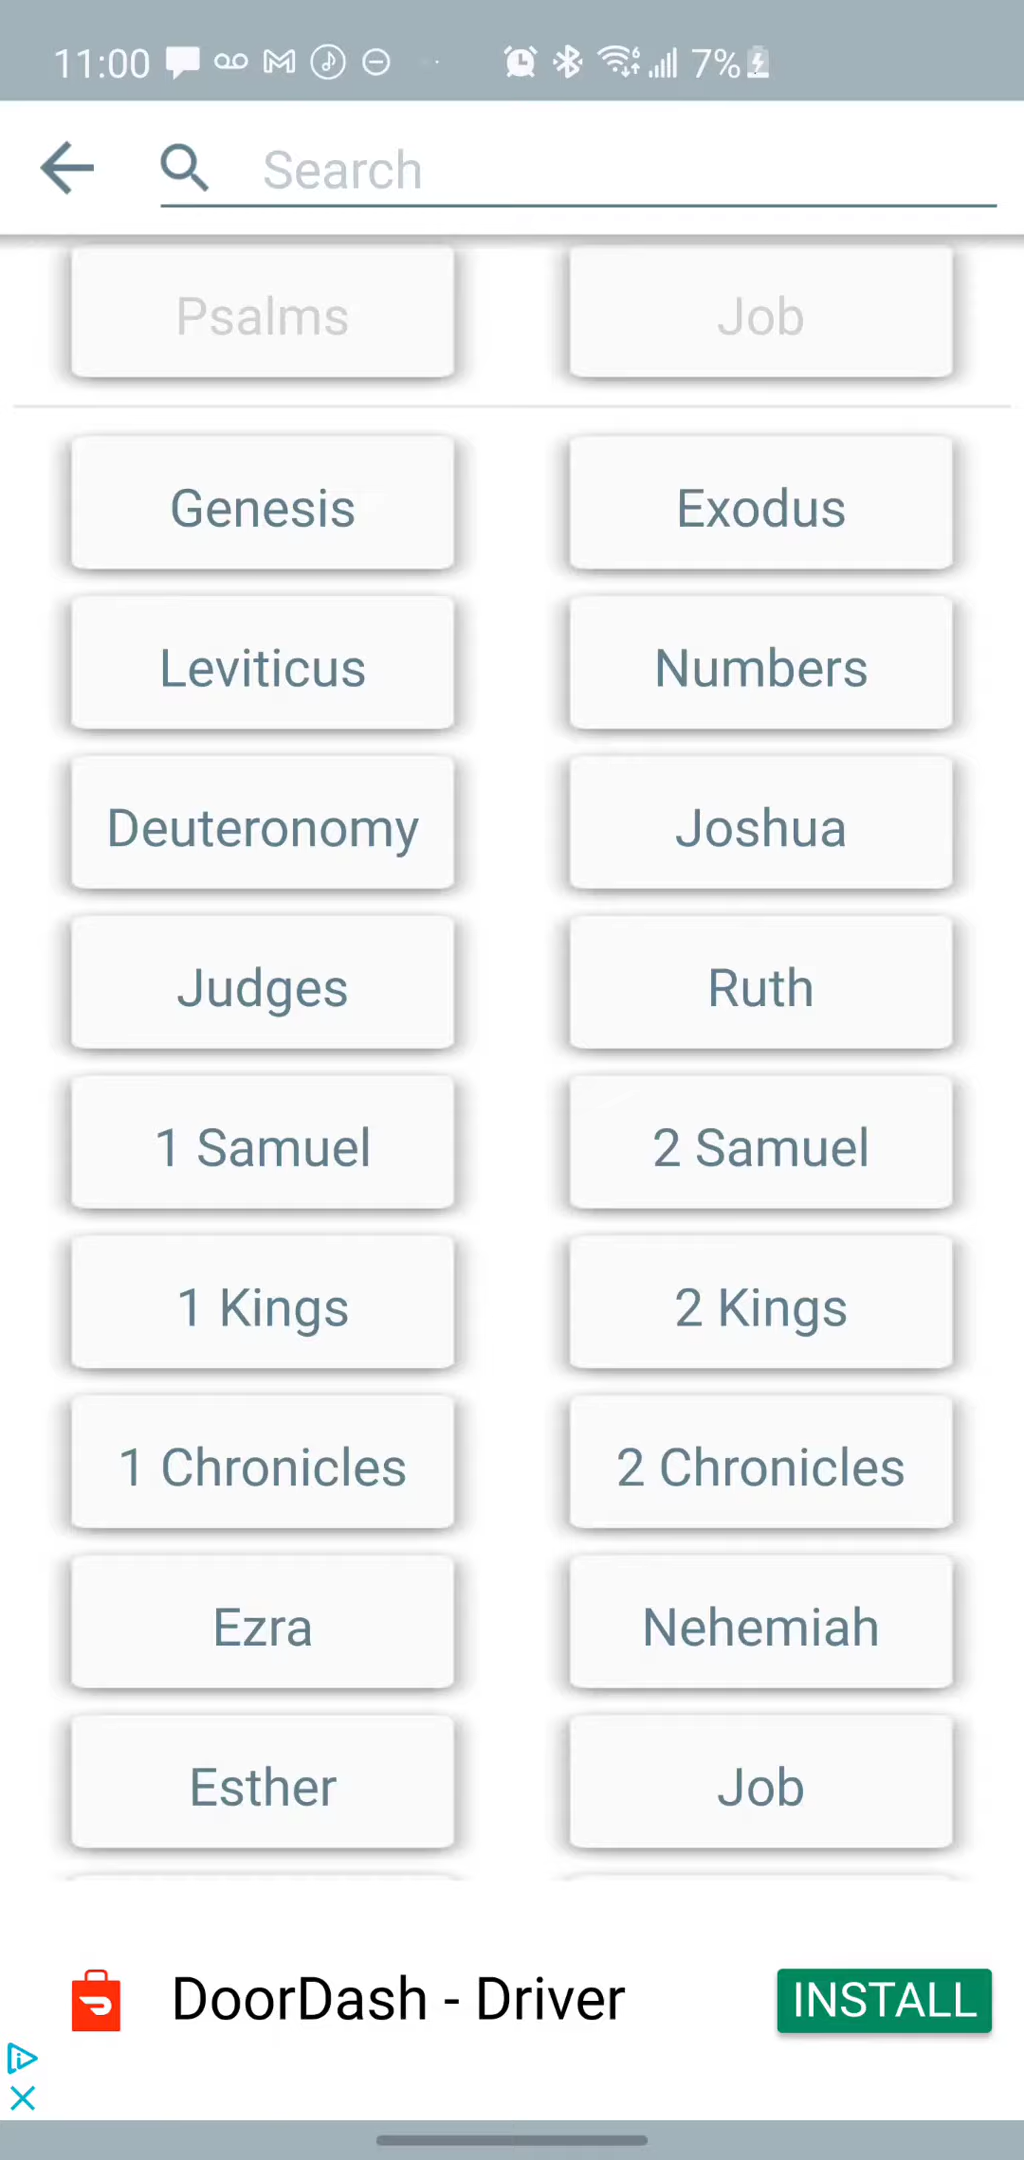 11:00 7%
Search
Psalms Job
Genesis Exodus
Leviticus Numbers
Deuteronomy Joshua
Judges Ruth
1 Samuel 2 Samuel
1 Kings 2 Kings
1 Chronicles 2 Chronicles
Ezra Nehemiah
Esther Job
DoorDash - Driver INSTALL